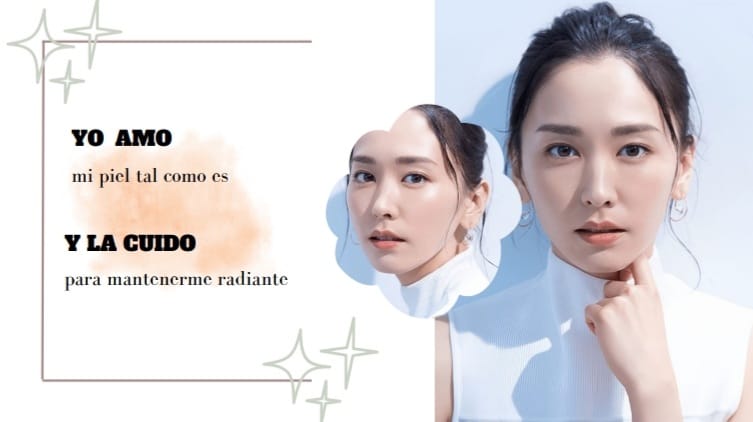 YO AMO
mi piel tal como es
Y LA CUIDO
para mantenerme radiante